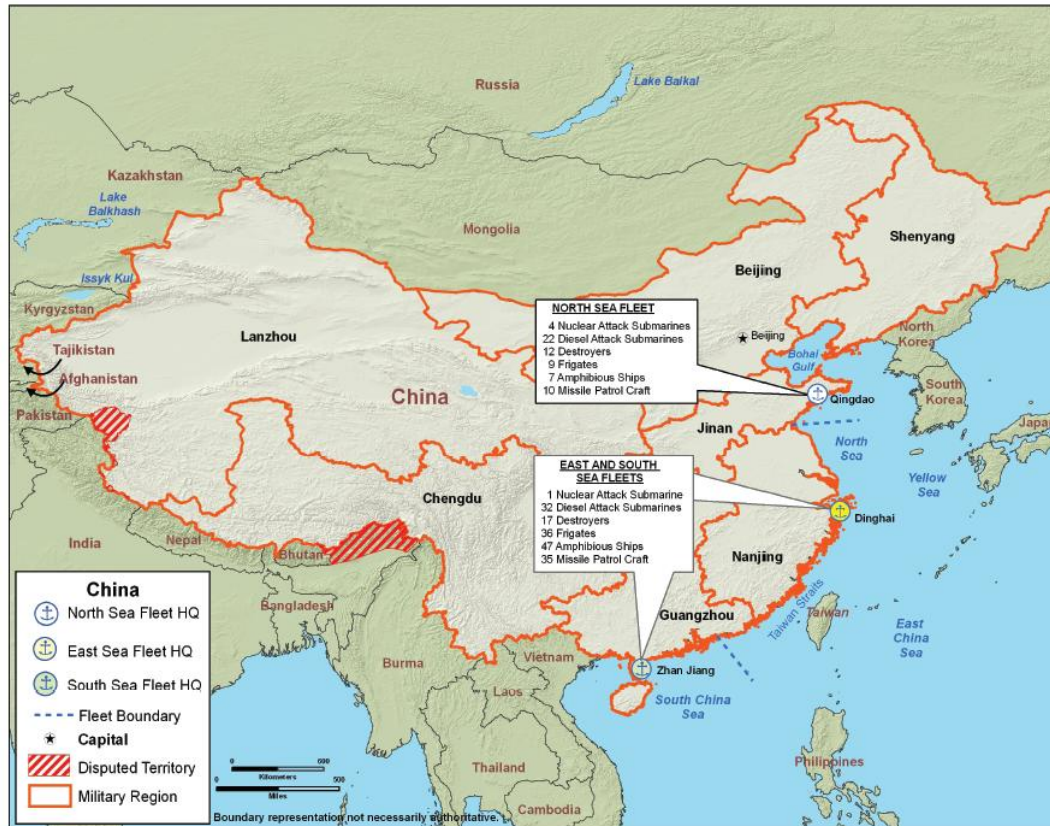 Lake Baikal
Russia
Kazakhstan
Lake
Balkhash
Mongolia
Shenyang
Beijing
Issyk Kul
Kyrgyzstan
NORTH SEA FLEET
4 Nuclear Attack Submarines
22 Diesel Attack Submarines
12 Destroyers
9 Frigates
7 Amphibious Ships
10 Missile Patrol Craft
Beijing
North
Korea
Lanzhou
Tajikistan
Bohai
Gulf
Afghanistan
China
South
Korea
Qingdao
Pakistan
Jinan
Japan
North
Sea
EAST AND SOUTH
SEA FLEETS
1 Nuclear Attack Submarine
32 Diesel Attack Submarines
17 Destroyers
36 Frigates
47 Amphibious Ships
35 Missile Patrol Craft
Yellow
Sea
Chengdu
Dinghai
India
Nepal
Bhutan
Nanjing
Bangladesh
Guangzhou
Taiwan Straits
Taiwan
East
China
Sea
Burma
Vietnam
Zhan Jiang
Laos
South China
Sea
Thailand
Philippines
Cambodia
China
North Sea Fleet HQ
East Sea Fleet HQ
South Sea Fleet HQ
Fleet Boundary
Capital
Disputed Territory
Military Region
0 600
Kilometers
0 500
Miles
Boundary representation not necessarily authoritative.